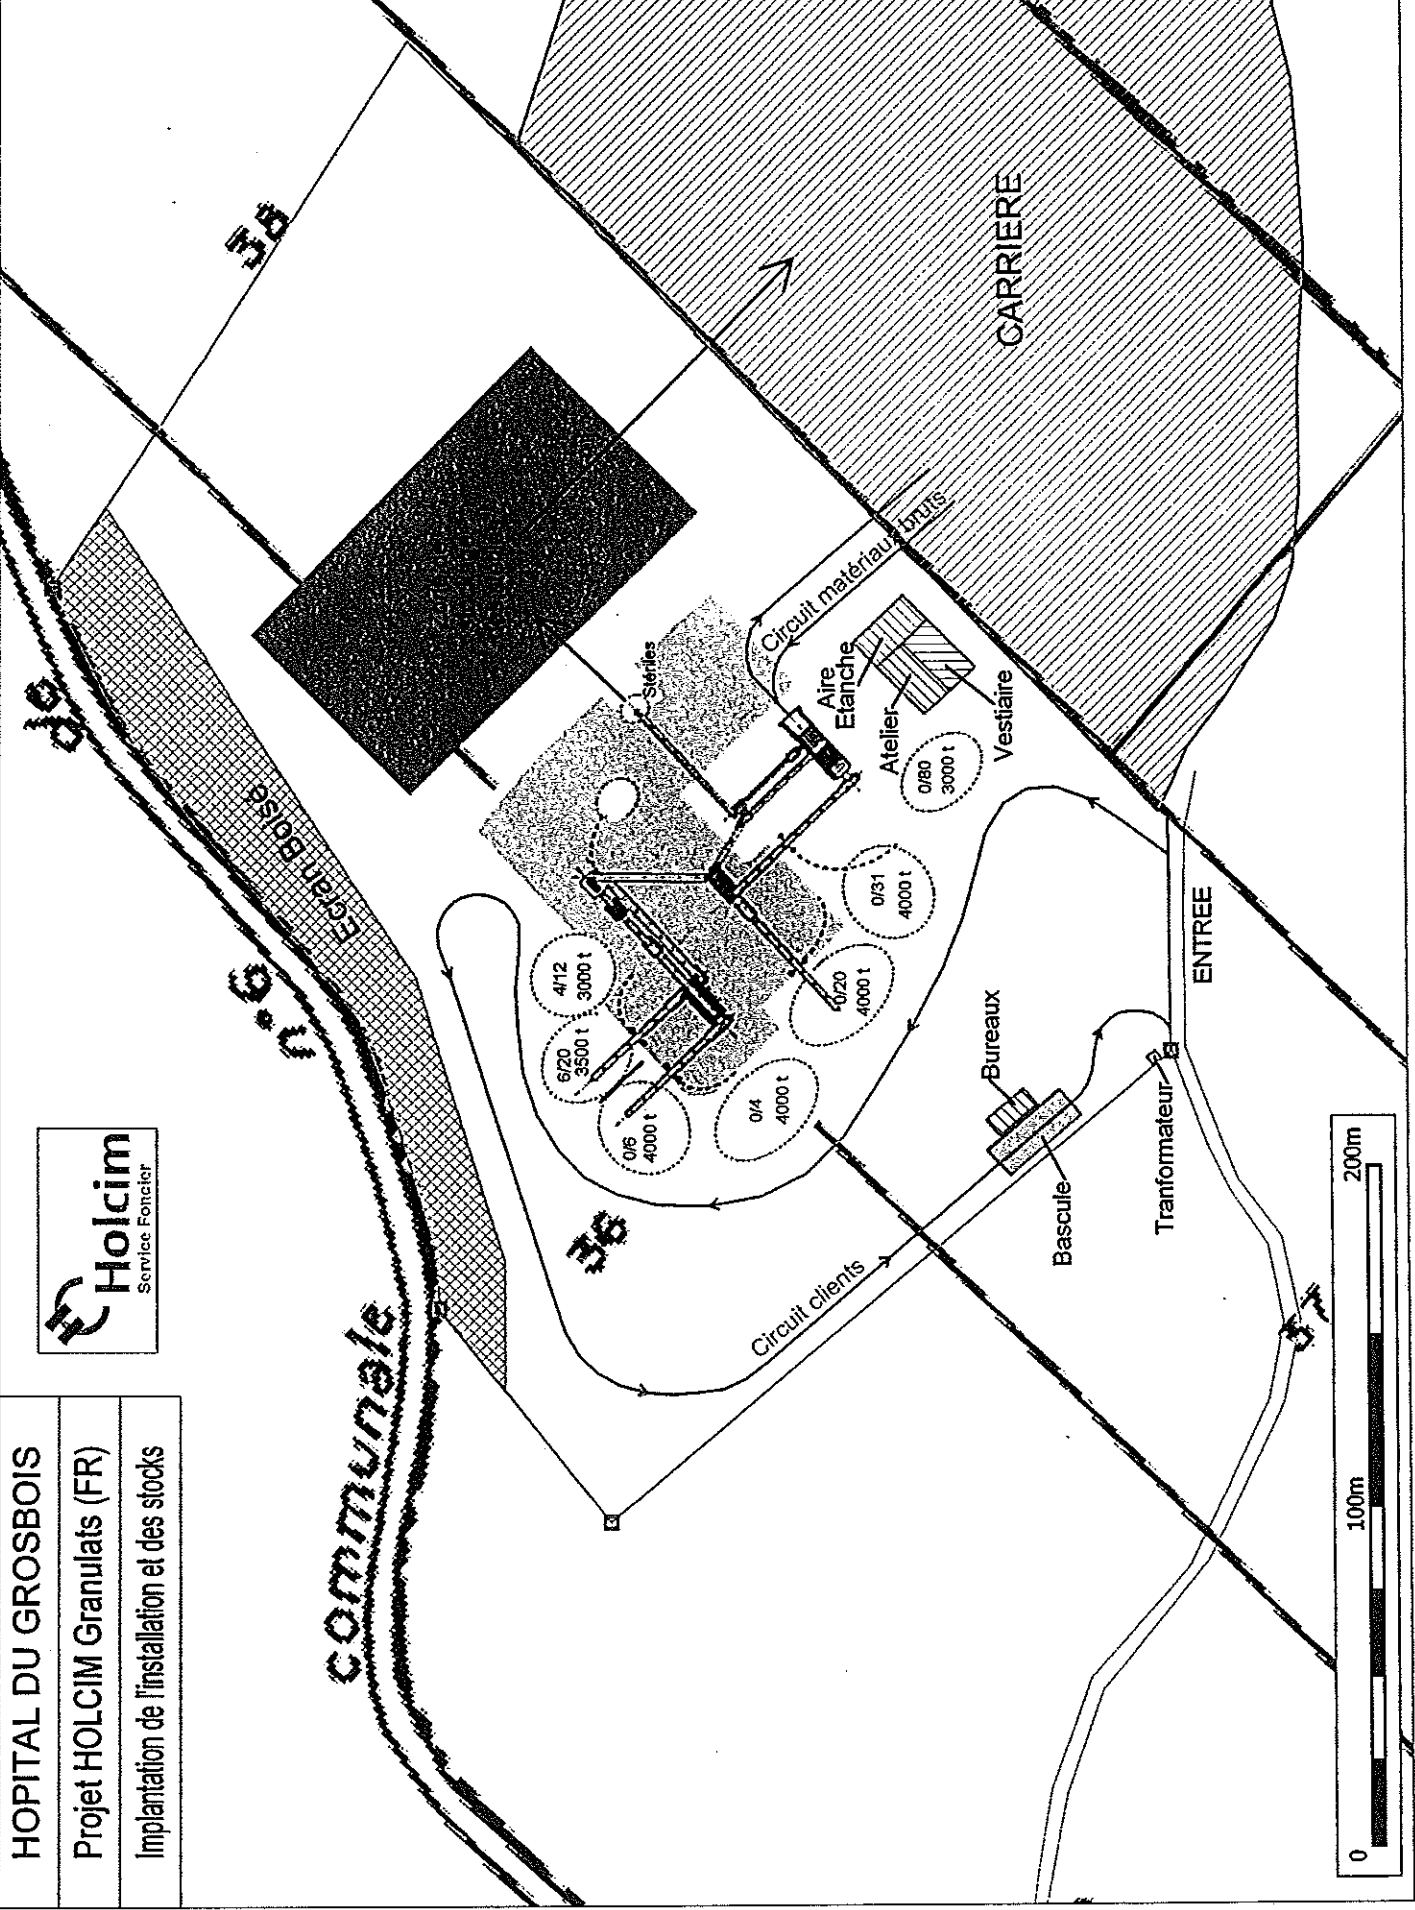 HOPITAL DU GROSBOIS
Projet HOLCIM Granulats (FR)
Implantation de l'installation et des stocks
Holcim
Service Foncier
communale
n.6
de
Ecran Boisé
38
36
57
CARRIERE
Circuit matériaux bruts
Stériles
Aire
Etanche
Atelier
Vestiaire
0/80
3000 t
0/31
4000 t
0/20
4000 t
0/4
4000 t
0/6
4000 t
6/20
3500 t
4/12
3000 t
ENTREE
Bureaux
Bascule
Tranformateur
Circuit clients
0
100m
200m